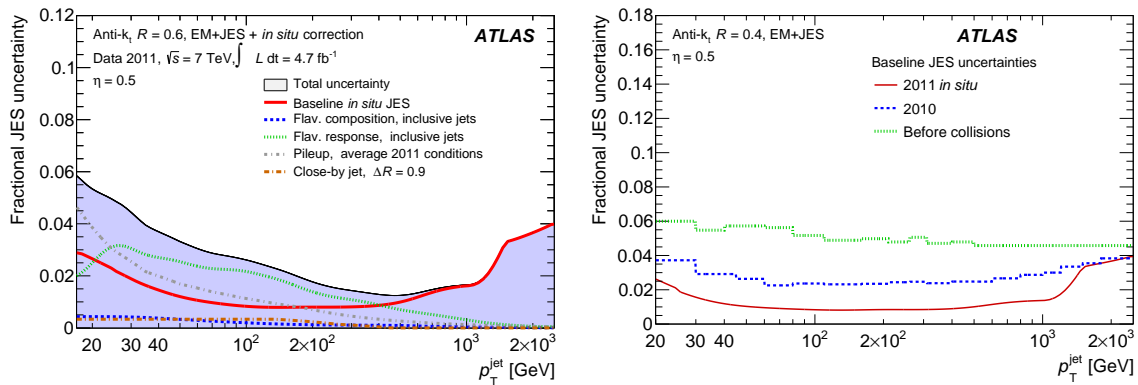 Fractional JES uncertainty
0.12
0.1
0.08
0.06
0.04
0.02
0
Anti-kt R = 0.6, EM+JES + in situ correction
ATLAS
Data 2011, √s = 7 TeV, ∫ L dt = 4.7 fb⁻¹
η = 0.5
Total uncertainty
Baseline in situ JES
Flav. composition, inclusive jets
Flav. response, inclusive jets
Pileup, average 2011 conditions
Close-by jet, ΔR = 0.9
20 30 40 10² 2×10² 10³ 2×10³
p_T^jet [GeV]
Fractional JES uncertainty
0.18
0.16
0.14
0.12
0.1
0.08
0.06
0.04
0.02
0
Anti-kt R = 0.4, EM+JES
ATLAS
η = 0.5
Baseline JES uncertainties
2011 in situ
2010
Before collisions
20 30 40 10² 2×10² 10³ 2×10³
p_T^jet [GeV]